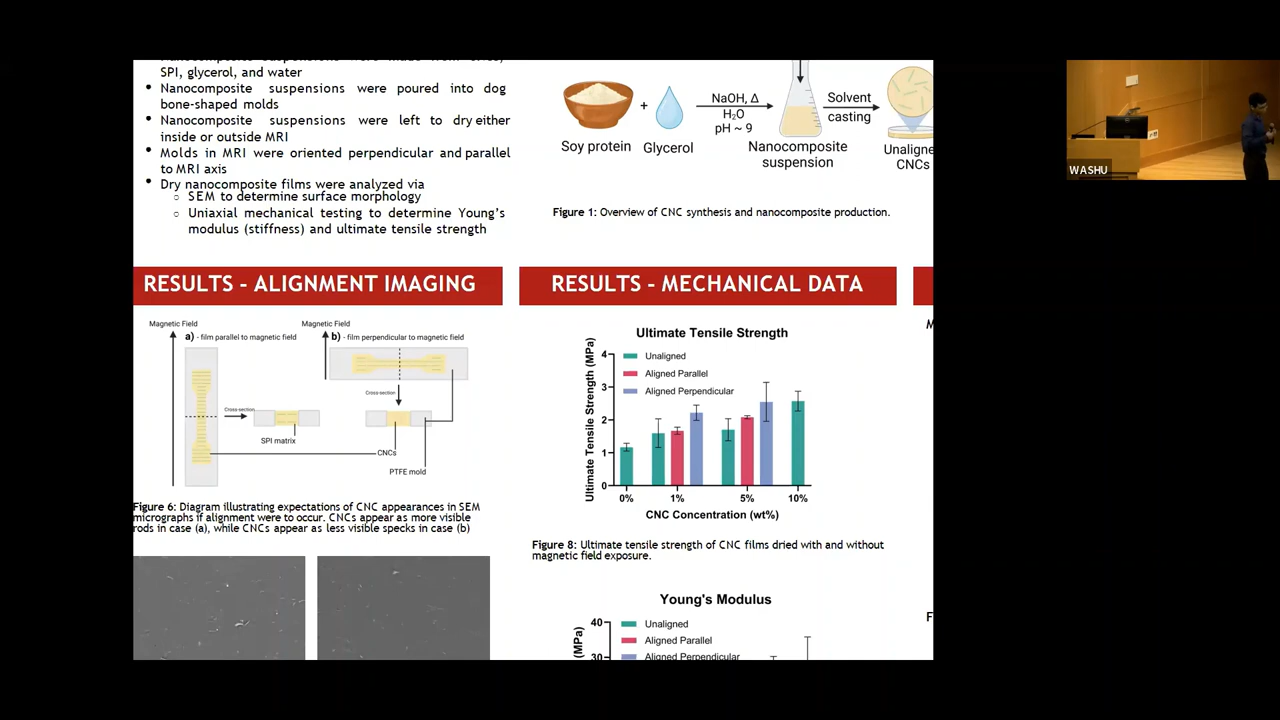 SPI, glycerol, and water
Nanocomposite suspensions were poured into dog
bone-shaped molds
Nanocomposite suspensions were left to dry either
inside or outside MRI
Molds in MRI were oriented perpendicular and parallel
to MRI axis
Dry nanocomposite films were analyzed via
SEM to determine surface morphology
Uniaxial mechanical testing to determine Young's
modulus (stiffness) and ultimate tensile strength
Soy protein
+
Glycerol
NaOH, Δ
H₂O
pH ~ 9
Nanocomposite
suspension
Solvent
casting
Unaligne
CNCs
Figure 1: Overview of CNC synthesis and nanocomposite production.
RESULTS - ALIGNMENT IMAGING
Magnetic Field
a) - film parallel to magnetic field
Cross-section
SPI matrix
Magnetic Field
b) - film perpendicular to magnetic field
Cross-section
CNCs
PTFE mold
Figure 6: Diagram illustrating expectations of CNC appearances in SEM
micrographs if alignment were to occur. CNCs appear as more visible
rods in case (a), while CNCs appear as less visible specks in case (b)
RESULTS - MECHANICAL DATA
Ultimate Tensile Strength
Unaligned
Aligned Parallel
Aligned Perpendicular
Ultimate Tensile Strength (MPa)
4
3
2
1
0
0% 1% 5% 10%
CNC Concentration (wt%)
Figure 8: Ultimate tensile strength of CNC films dried with and without
magnetic field exposure.
Young's Modulus
Unaligned
Aligned Parallel
Aligned Perpendicular
(MPa)
40
30
WASHU